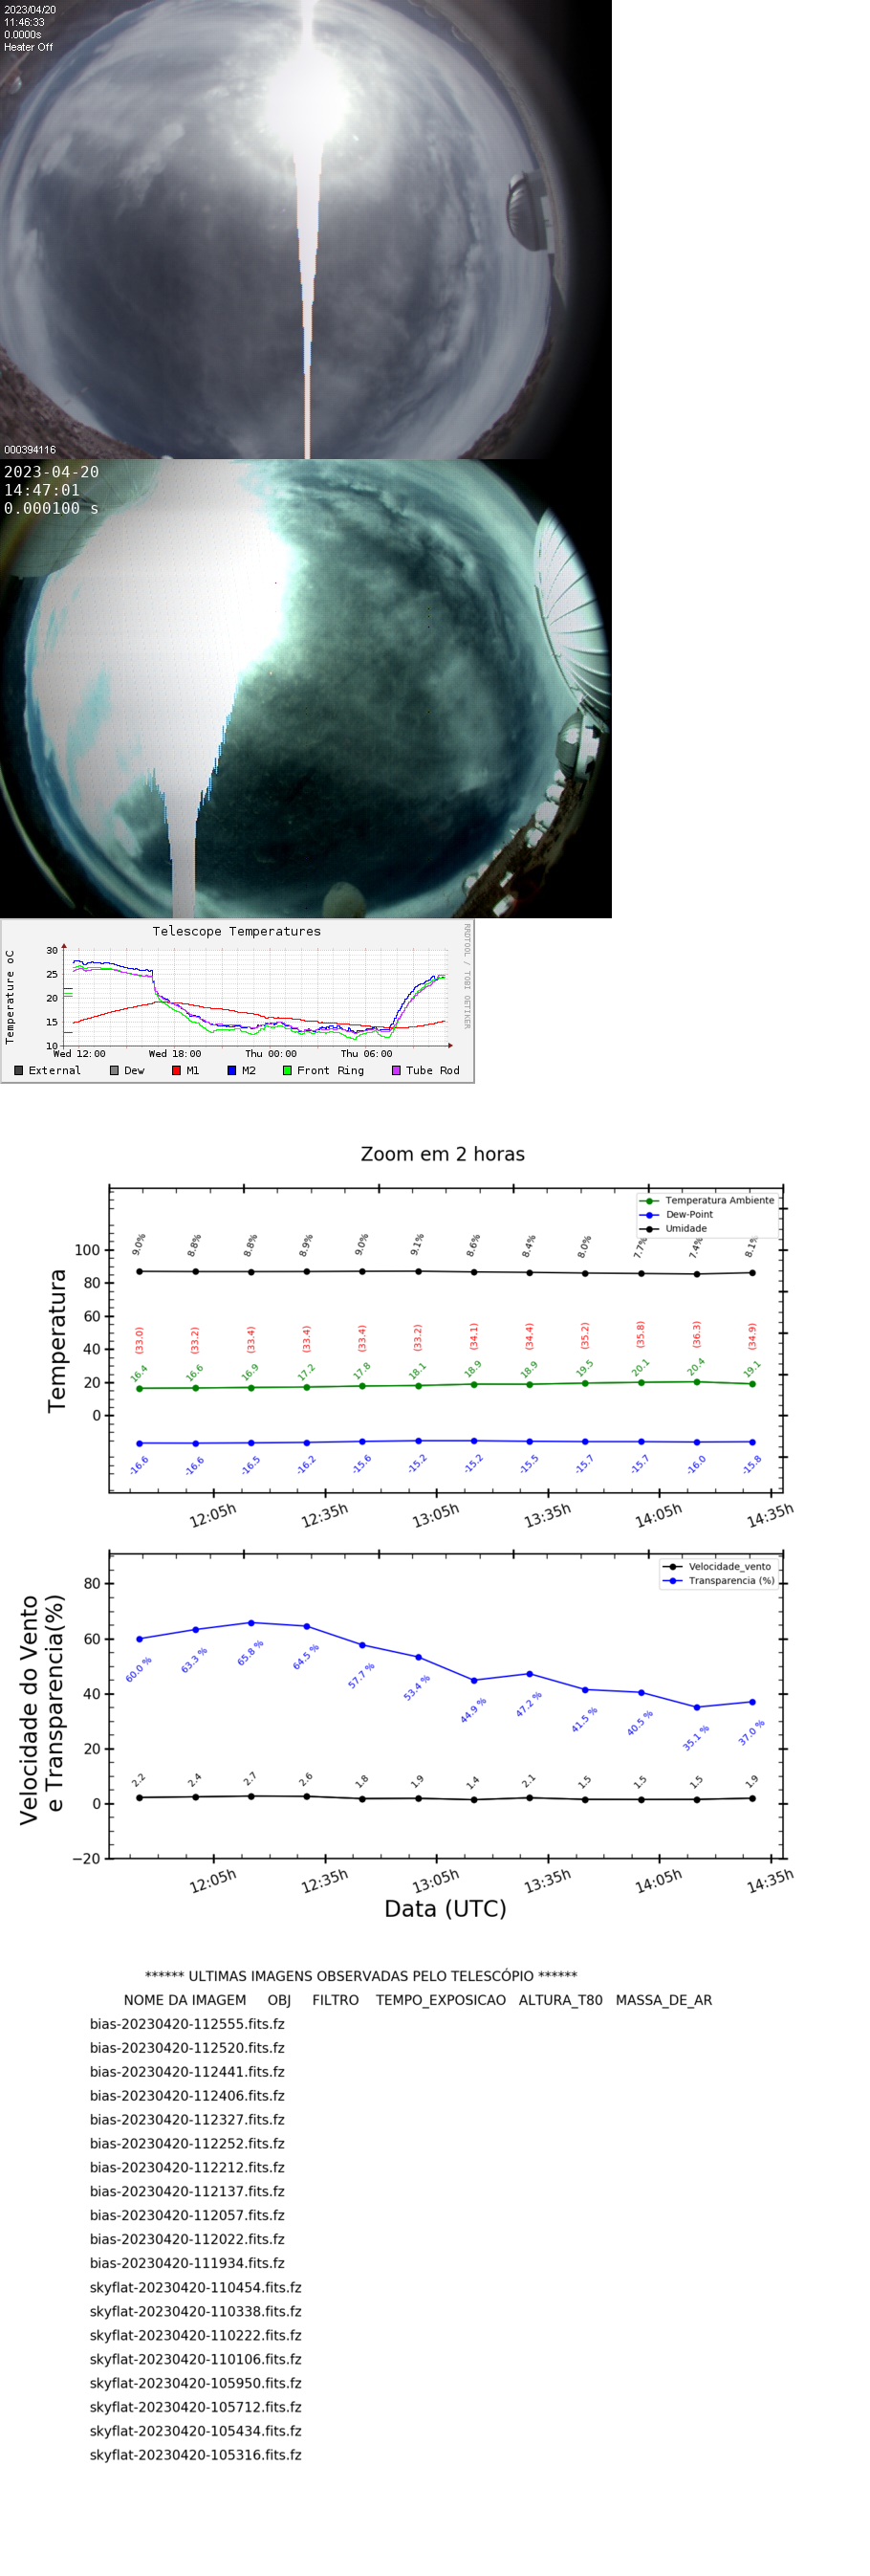 2023/04/20
11:46:33
0.0000s
Heater Off
000394116
2023-04-20
14:47:01
0.000100 s
Telescope Temperatures
RRDTOOL / TOBI OETIKER
Temperature oC
30
25
20
15
10
Wed 12:00 Wed 18:00 Thu 00:00 Thu 06:00
External Dew M1 M2 Front Ring Tube Rod
Zoom em 2 horas
Temperatura Ambiente
Dew-Point
Umidade
Temperatura
100
80
60
40
20
0
9.0% 8.8% 8.8% 8.9% 9.0% 9.1% 8.6% 8.4% 8.0% 7.7% 7.4% 8.1%
(33.0) (33.2) (33.4) (33.4) (33.4) (33.2) (34.1) (34.4) (35.2) (35.8) (36.3) (34.9)
16.4 16.6 16.9 17.2 17.8 18.1 18.9 18.9 19.5 20.1 20.4 19.1
-16.6 -16.6 -16.5 -16.2 -15.6 -15.2 -15.2 -15.5 -15.7 -15.7 -16.0 -15.8
12:05h 12:35h 13:05h 13:35h 14:05h 14:35h
Velocidade_vento
Transparencia (%)
Velocidade do Vento
e Transparencia(%)
80
60
40
20
0
−20
60.0 % 63.3 % 65.8 % 64.5 % 57.7 % 53.4 % 44.9 % 47.2 % 41.5 % 40.5 % 35.1 % 37.0 %
2.2 2.4 2.7 2.6 1.8 1.9 1.4 2.1 1.5 1.5 1.5 1.9
12:05h 12:35h 13:05h 13:35h 14:05h 14:35h
Data (UTC)
****** ULTIMAS IMAGENS OBSERVADAS PELO TELESCÓPIO ******
NOME DA IMAGEM OBJ FILTRO TEMPO_EXPOSICAO ALTURA_T80 MASSA_DE_AR
bias-20230420-112555.fits.fz
bias-20230420-112520.fits.fz
bias-20230420-112441.fits.fz
bias-20230420-112406.fits.fz
bias-20230420-112327.fits.fz
bias-20230420-112252.fits.fz
bias-20230420-112212.fits.fz
bias-20230420-112137.fits.fz
bias-20230420-112057.fits.fz
bias-20230420-112022.fits.fz
bias-20230420-111934.fits.fz
skyflat-20230420-110454.fits.fz
skyflat-20230420-110338.fits.fz
skyflat-20230420-110222.fits.fz
skyflat-20230420-110106.fits.fz
skyflat-20230420-105950.fits.fz
skyflat-20230420-105712.fits.fz
skyflat-20230420-105434.fits.fz
skyflat-20230420-105316.fits.fz